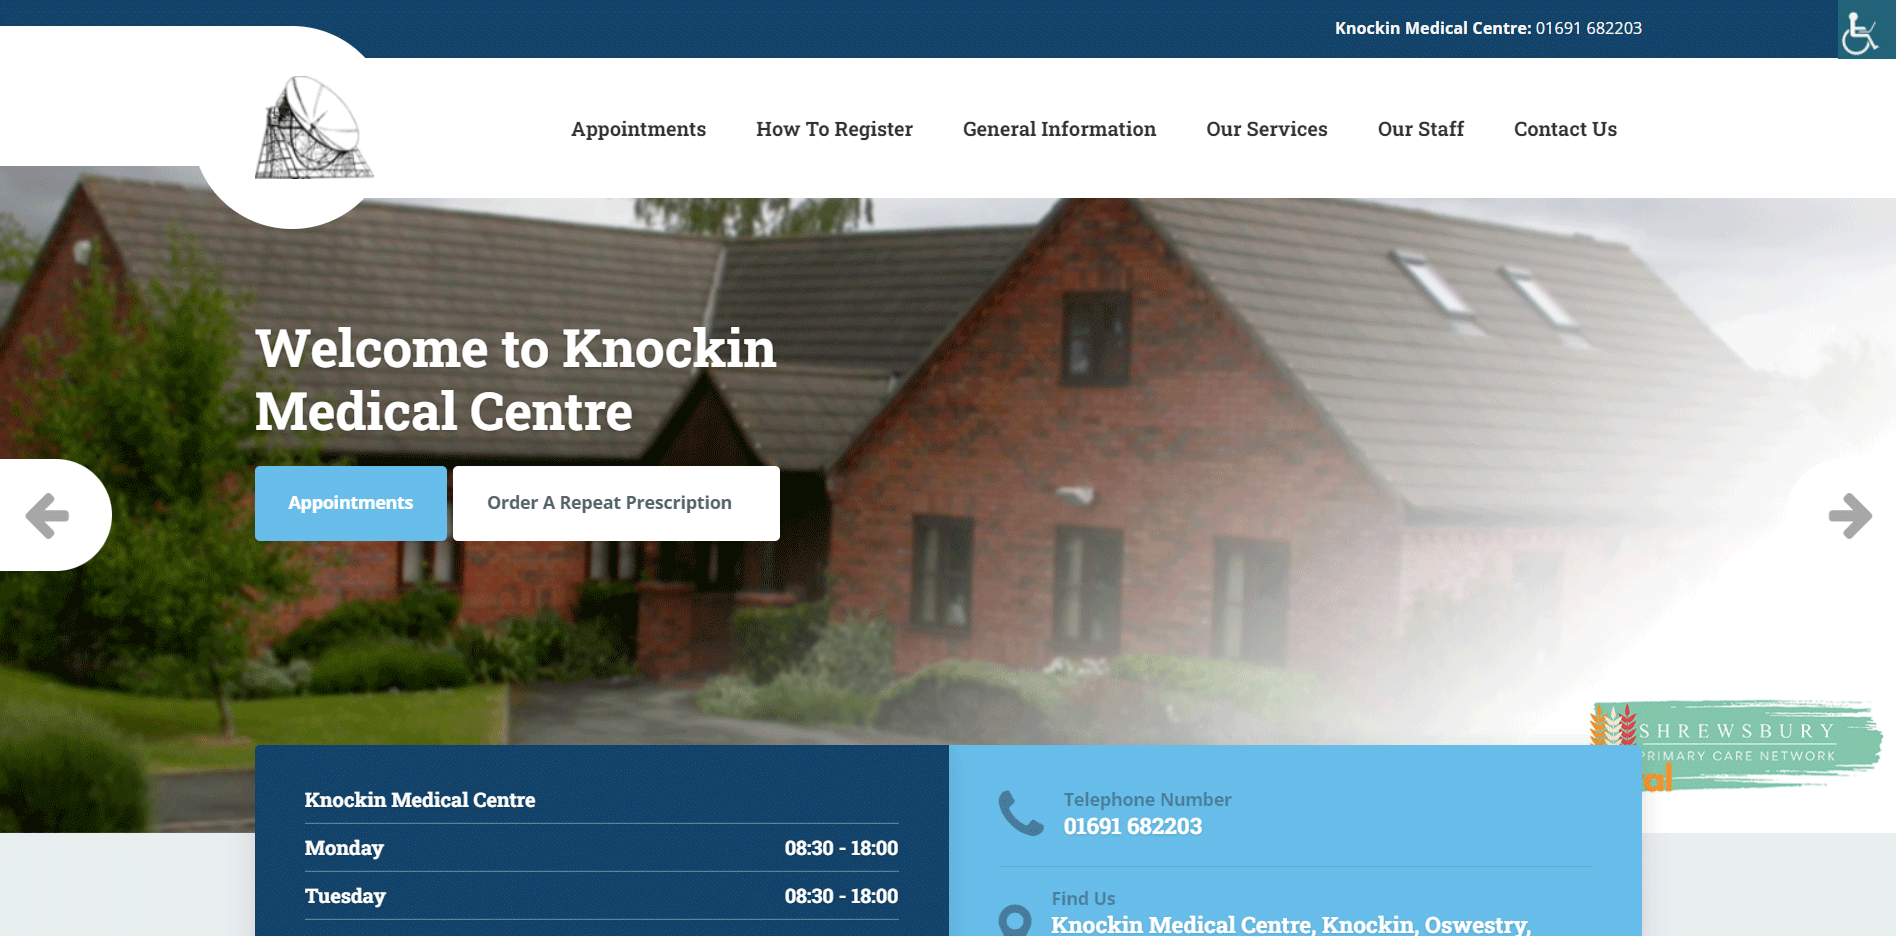 Knockin Medical Centre: 01691 682203
Appointments
How To Register
General Information
Our Services
Our Staff
Contact Us
Welcome to Knockin
Medical Centre
Appointments
Order A Repeat Prescription
SHREWSBURY
PRIMARY CARE NETWORK
Knockin Medical Centre
Monday 08:30 - 18:00
Tuesday 08:30 - 18:00
Telephone Number
01691 682203
Find Us
Knockin Medical Centre, Knockin, Oswestry,